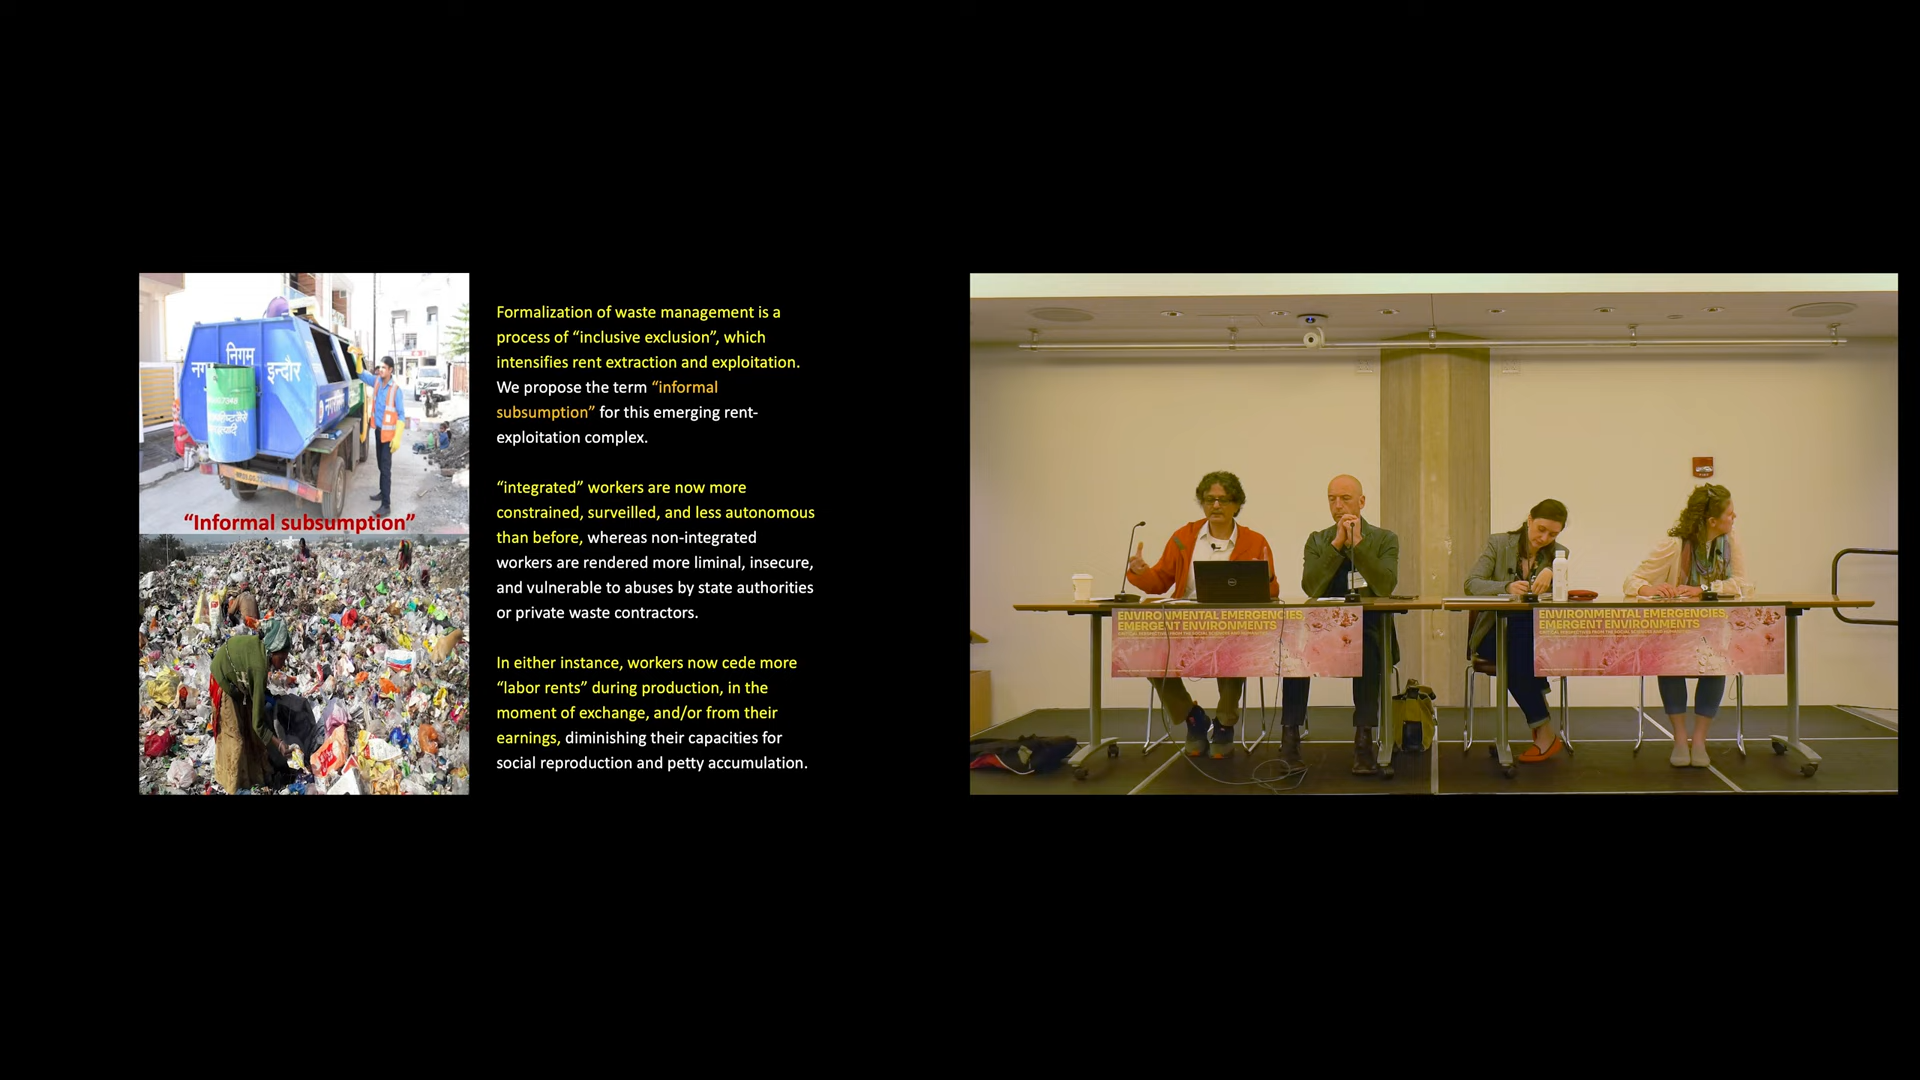 निगम
इन्दौर
"Informal subsumption"
Formalization of waste management is a
process of “inclusive exclusion”, which
intensifies rent extraction and exploitation.
We propose the term “informal
subsumption” for this emerging rent-
exploitation complex.
“integrated” workers are now more
constrained, surveilled, and less autonomous
than before, whereas non-integrated
workers are rendered more liminal, insecure,
and vulnerable to abuses by state authorities
or private waste contractors.
In either instance, workers now cede more
“labor rents” during production, in the
moment of exchange, and/or from their
earnings, diminishing their capacities for
social reproduction and petty accumulation.
ENVIRONMENTAL EMERGENCIES
EMERGENT ENVIRONMENTS
ENVIRONMENTAL EMERGENCIES
EMERGENT ENVIRONMENTS